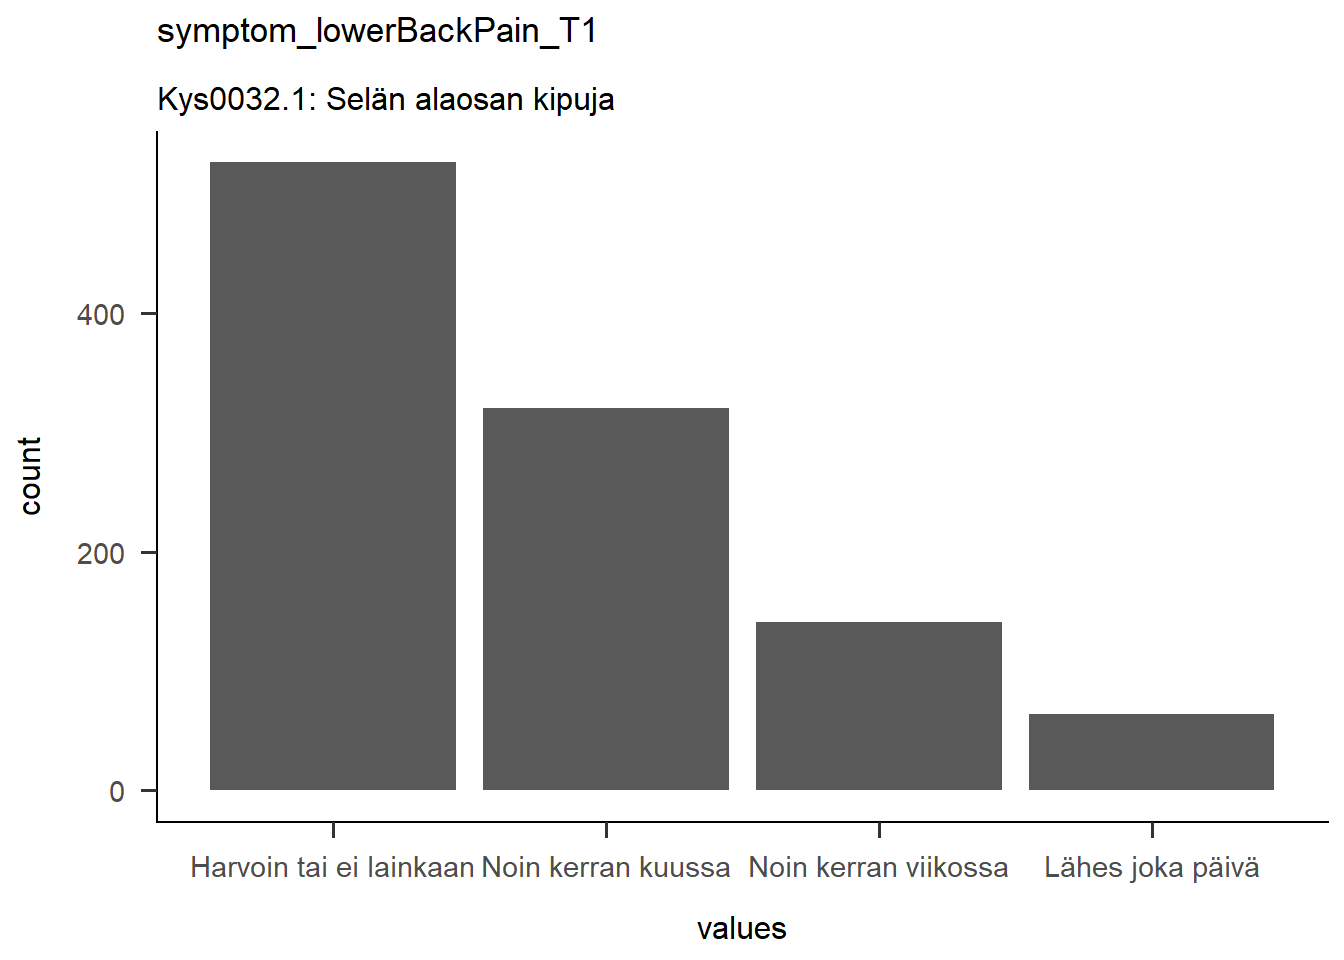 symptom_lowerBackPain_T1
Kys0032.1: Selän alaosan kipuja
400
200
0
count
Harvoin tai ei lainkaan Noin kerran kuussa Noin kerran viikossa Lähes joka päivä
values